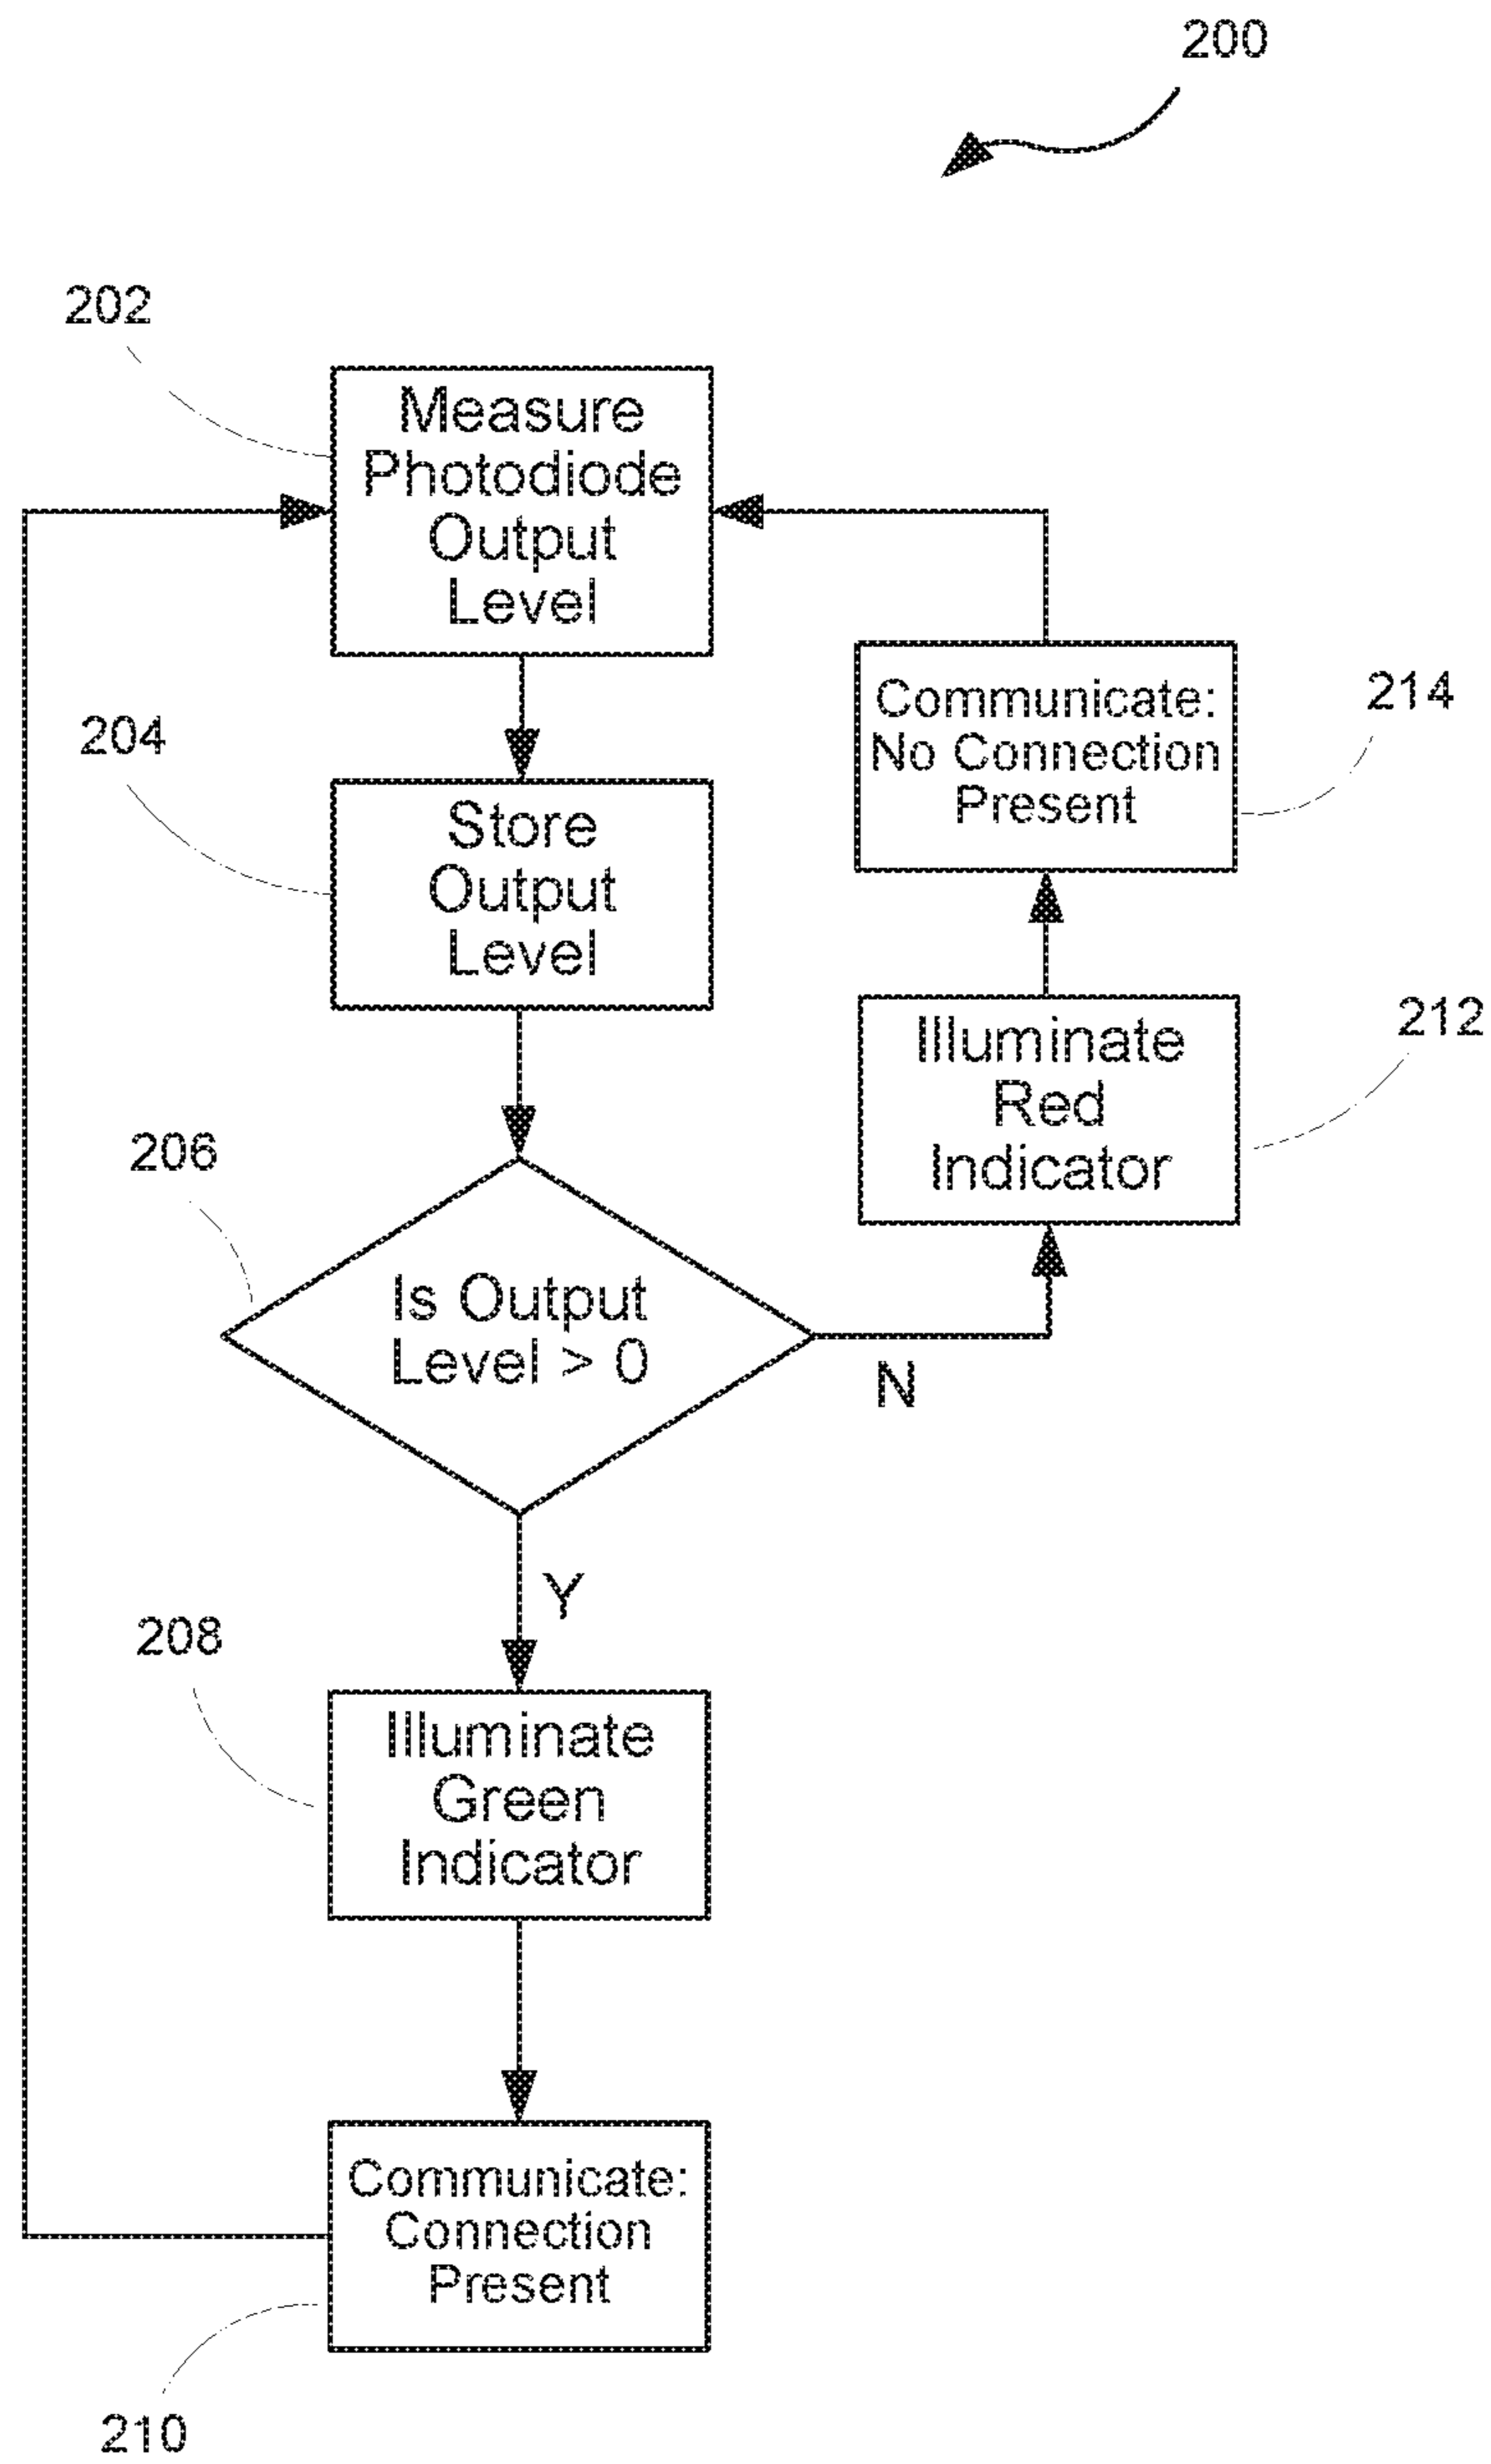 200
202
Measure
Photodiode
Output
Level
204
Store
Output
Level
Communicate:
No Connection
Present
214
Illuminate
Red
Indicator
212
206
Is Output
Level > 0
N
Y
208
Illuminate
Green
Indicator
Communicate:
Connection
Present
210